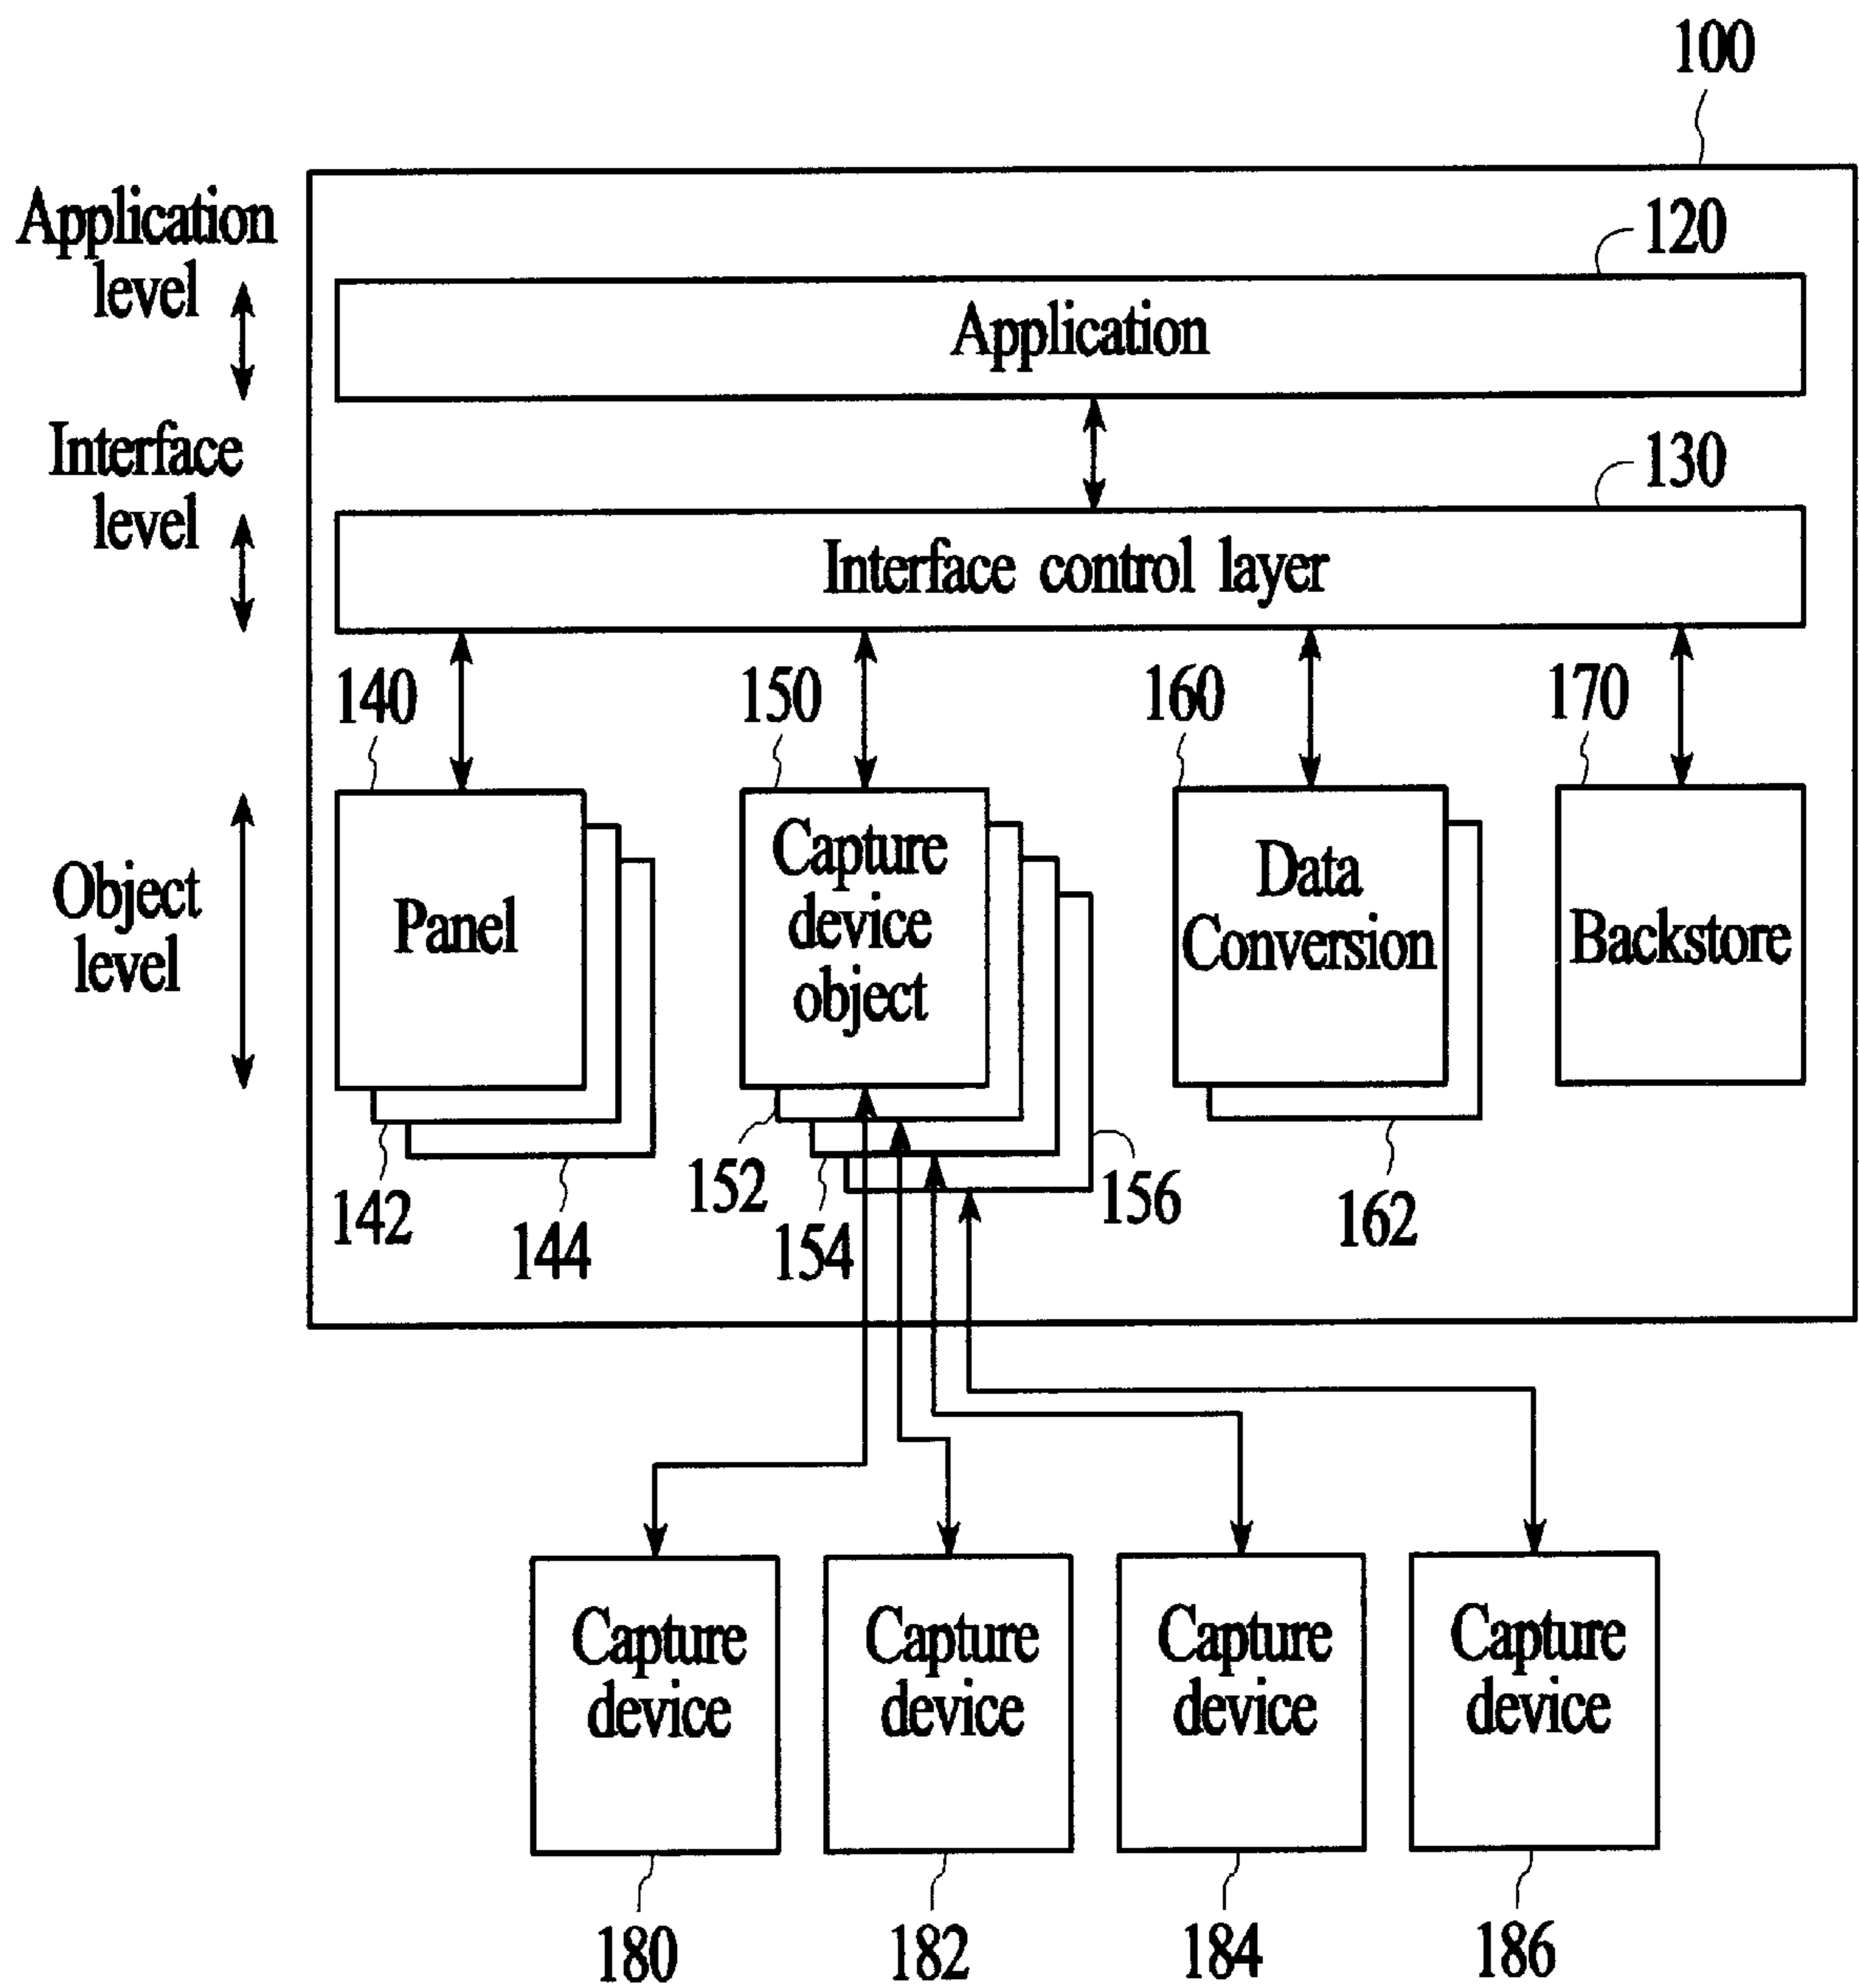 100
Application
level
120
Application
Interface
level
130
Interface control layer
140
150
160
170
Object
level
Panel
Capture
device
object
Data
Conversion
Backstore
142
144
152
154
156
162
Capture
device
Capture
device
Capture
device
Capture
device
180
182
184
186